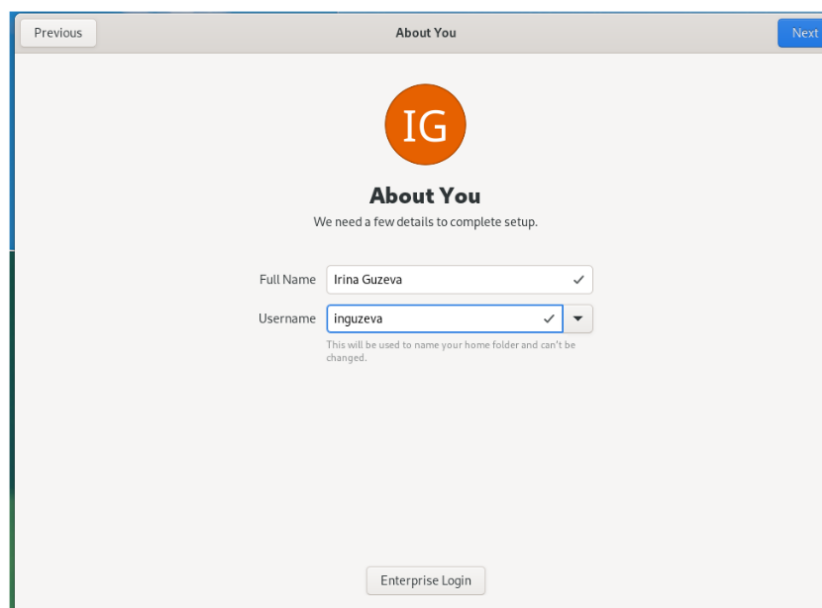 Previous
About You
Next
IG
About You
We need a few details to complete setup.
Full Name
Irina Guzeva
Username
inguzeva
This will be used to name your home folder and can't be
changed.
Enterprise Login